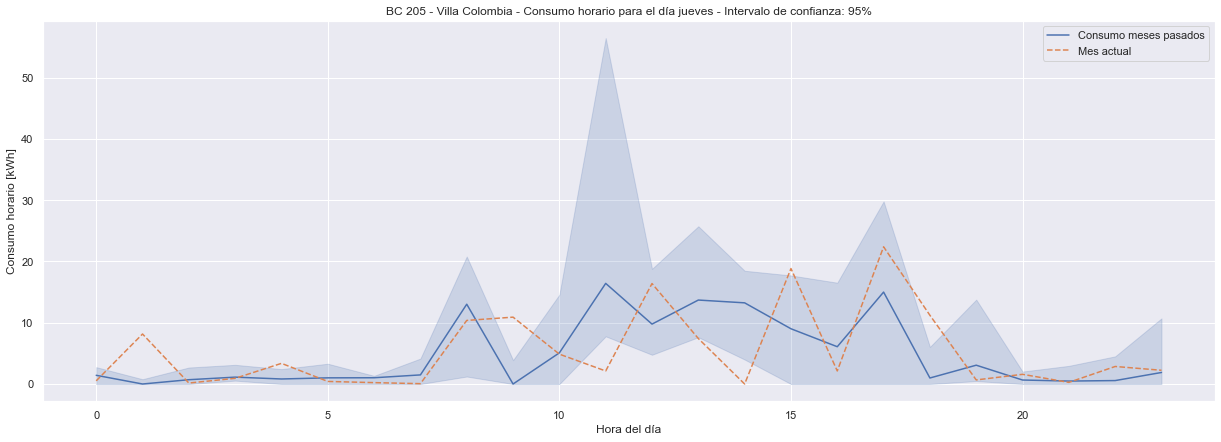 BC 205 - Villa Colombia - Consumo horario para el día jueves - Intervalo de confianza: 95%
Consumo meses pasados
Mes actual
Consumo horario [kWh]
50
40
30
20
10
0
0
5
10
15
20
Hora del día